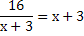 16/(x + 3) = x + 3